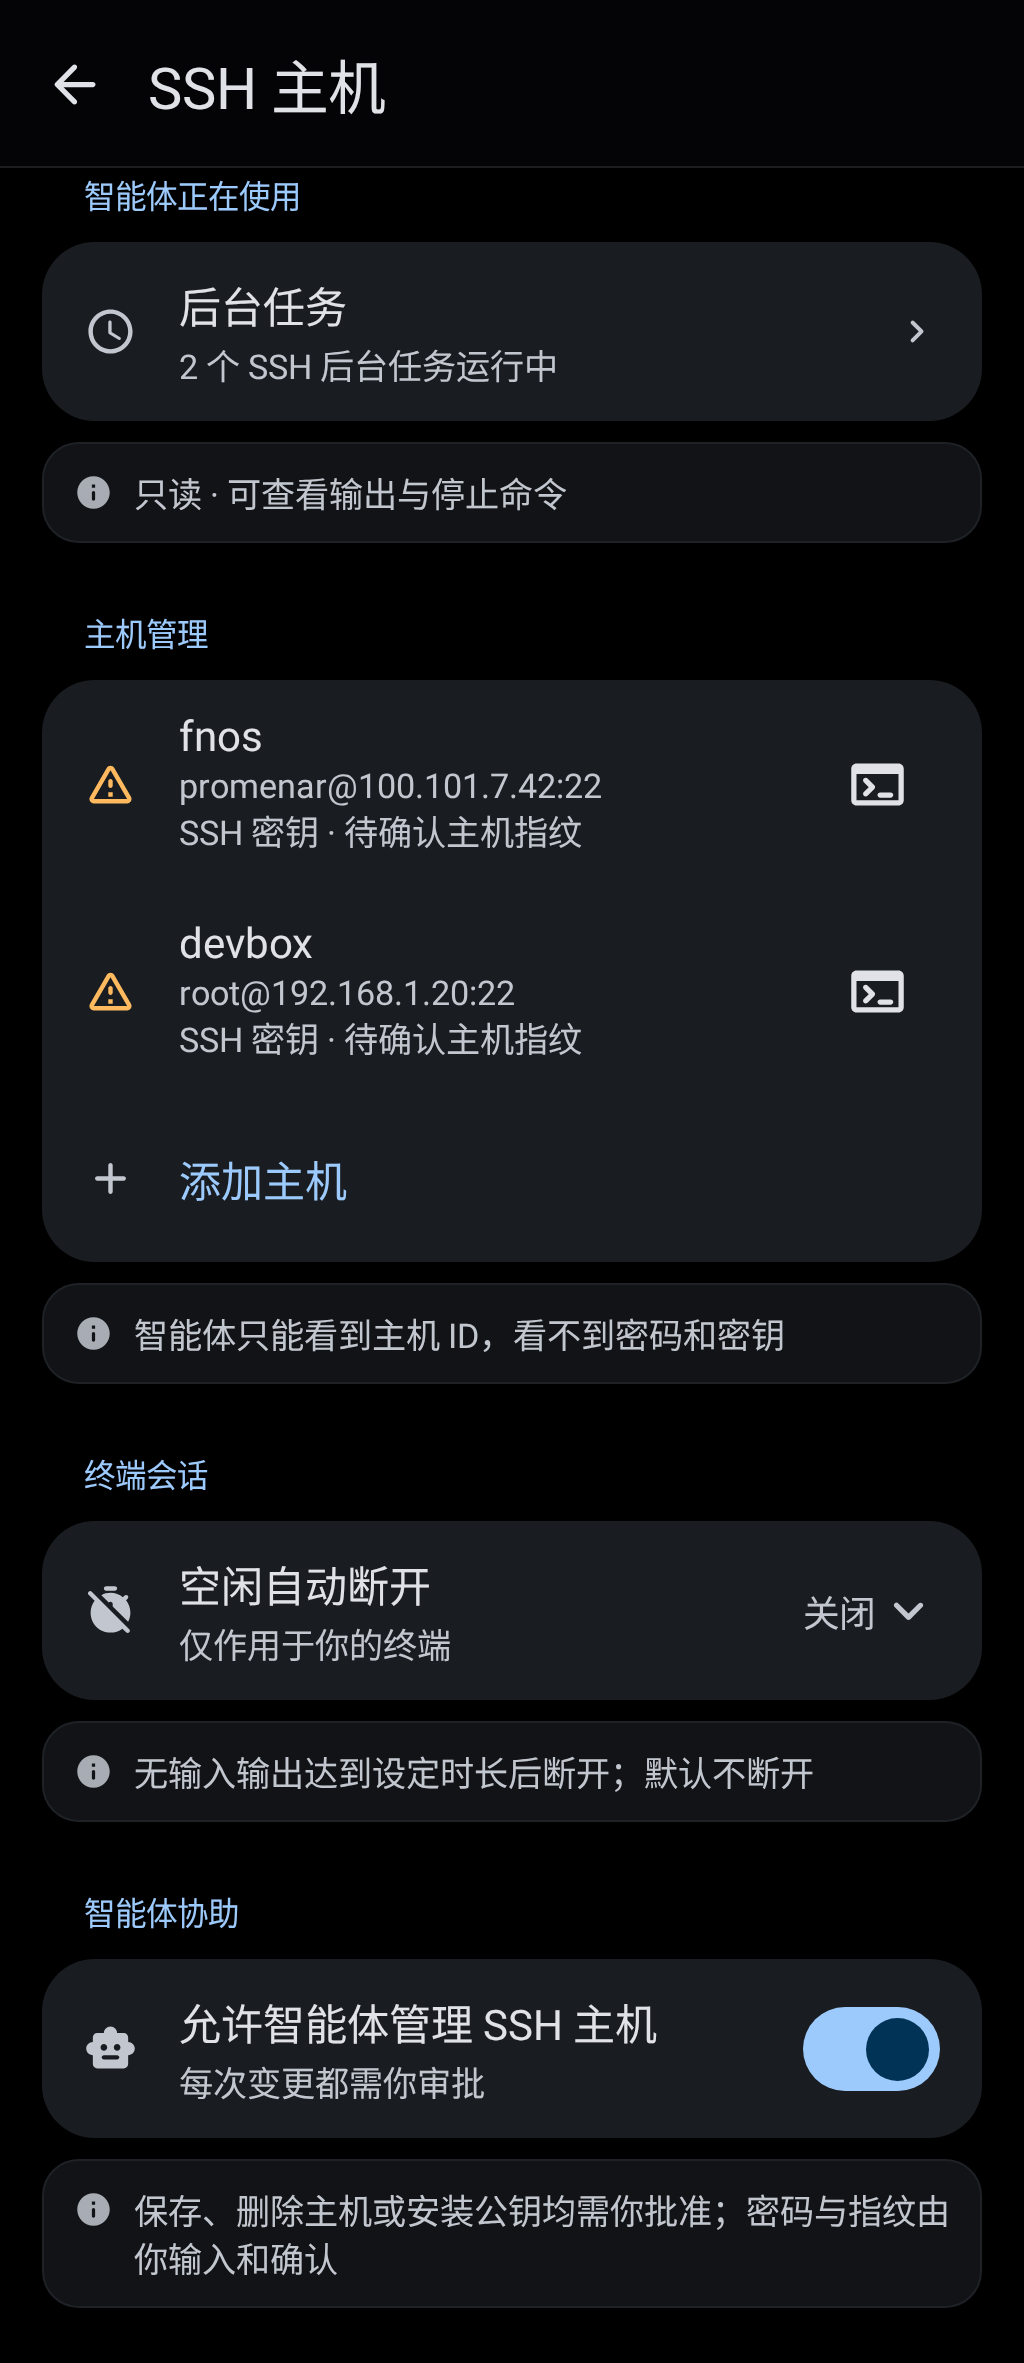 SSH 主机
智能体正在使用
后台任务
2 个 SSH 后台任务运行中
只读 · 可查看输出与停止命令
主机管理
fnos
promenar@100.101.7.42:22
SSH 密钥 · 待确认主机指纹
devbox
root@192.168.1.20:22
SSH 密钥 · 待确认主机指纹
添加主机
智能体只能看到主机 ID，看不到密码和密钥
终端会话
空闲自动断开
仅作用于你的终端
关闭
无输入输出达到设定时长后断开；默认不断开
智能体协助
允许智能体管理 SSH 主机
每次变更都需你审批
保存、删除主机或安装公钥均需你批准；密码与指纹由
你输入和确认